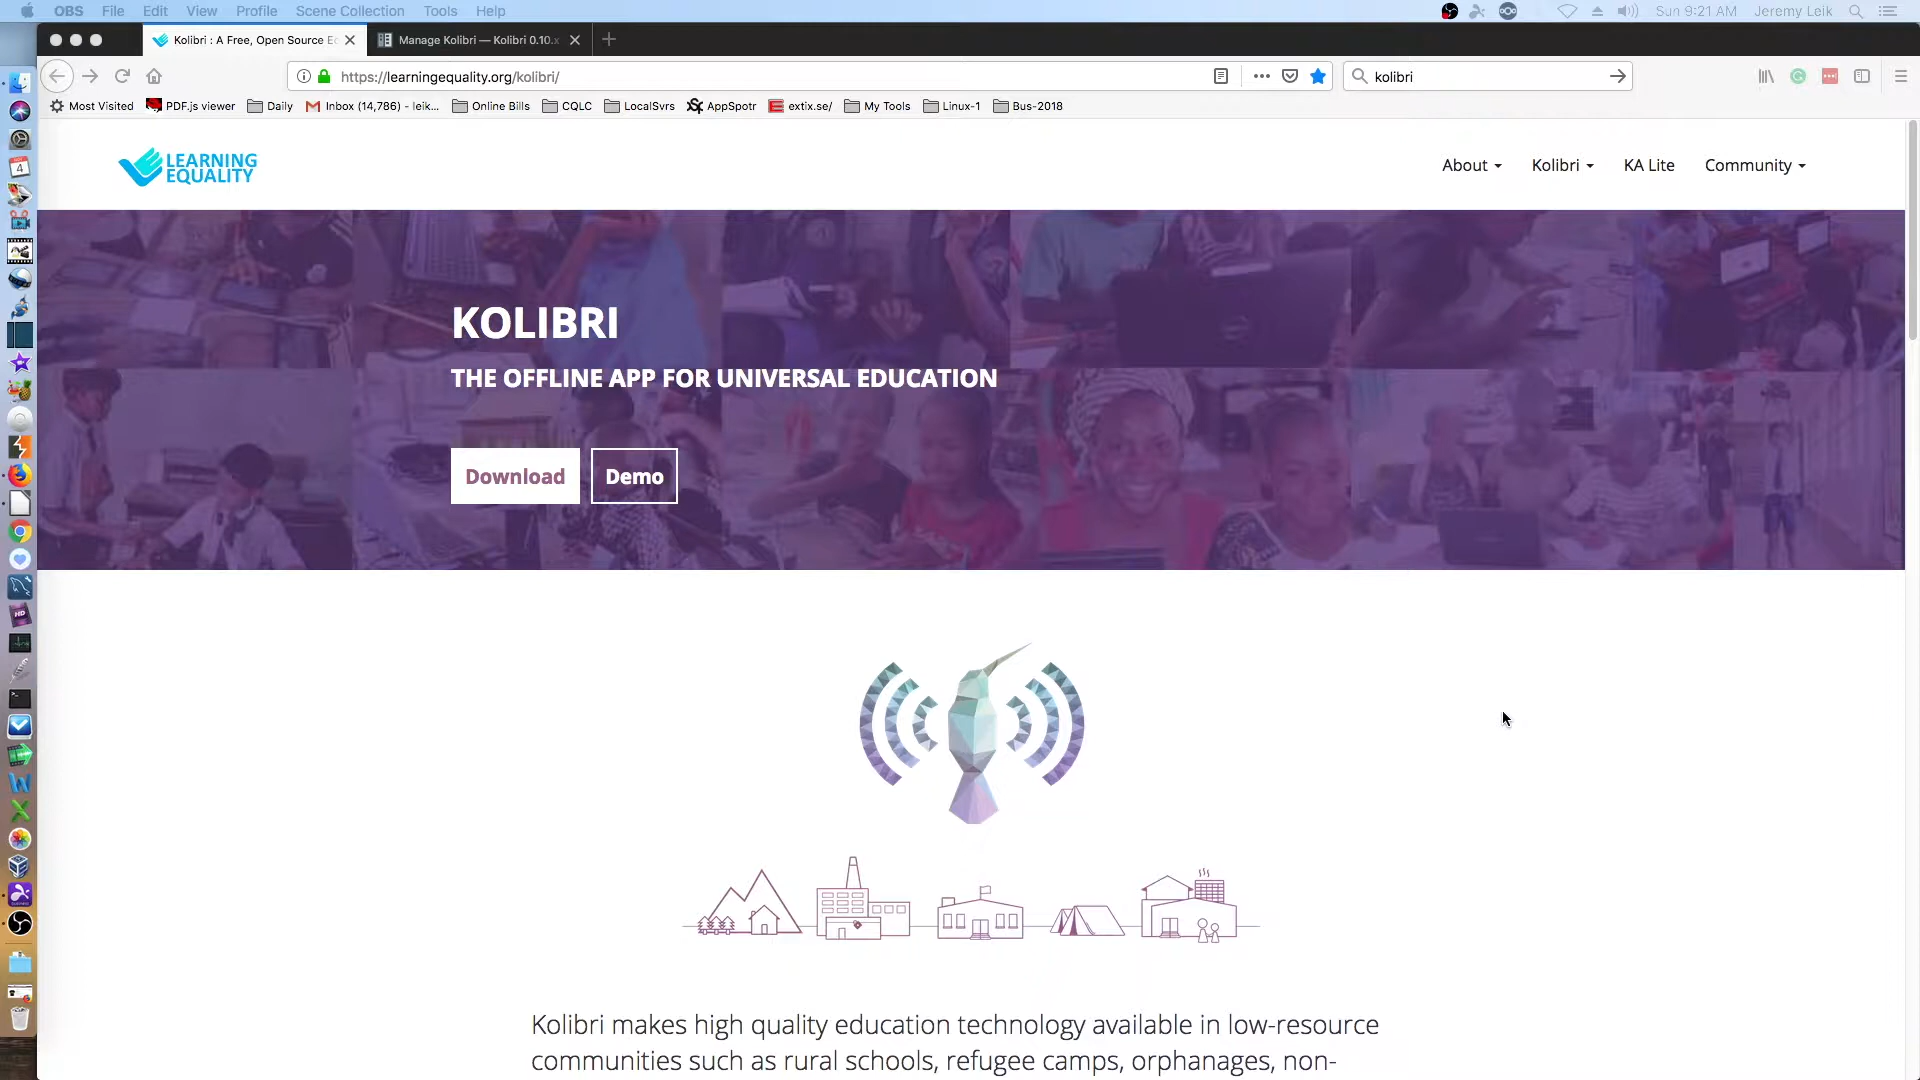 OBS File Edit View Profile Scene Collection Tools Help Sun 9:21 AM Jeremy Leik
Kolibri : A Free, Open Source Ec
Manage Kolibri — Kolibri 0.10.x
https://learningequality.org/kolibri/
kolibri
Most Visited PDF.js viewer Daily Inbox (14,786) - leik... Online Bills CQLC LocalSvrs AppSpotr extix.se/ My Tools Linux-1 Bus-2018
LEARNING
EQUALITY
About Kolibri KA Lite Community
KOLIBRI
THE OFFLINE APP FOR UNIVERSAL EDUCATION
Download Demo
Kolibri makes high quality education technology available in low-resource
communities such as rural schools, refugee camps, orphanages, non-